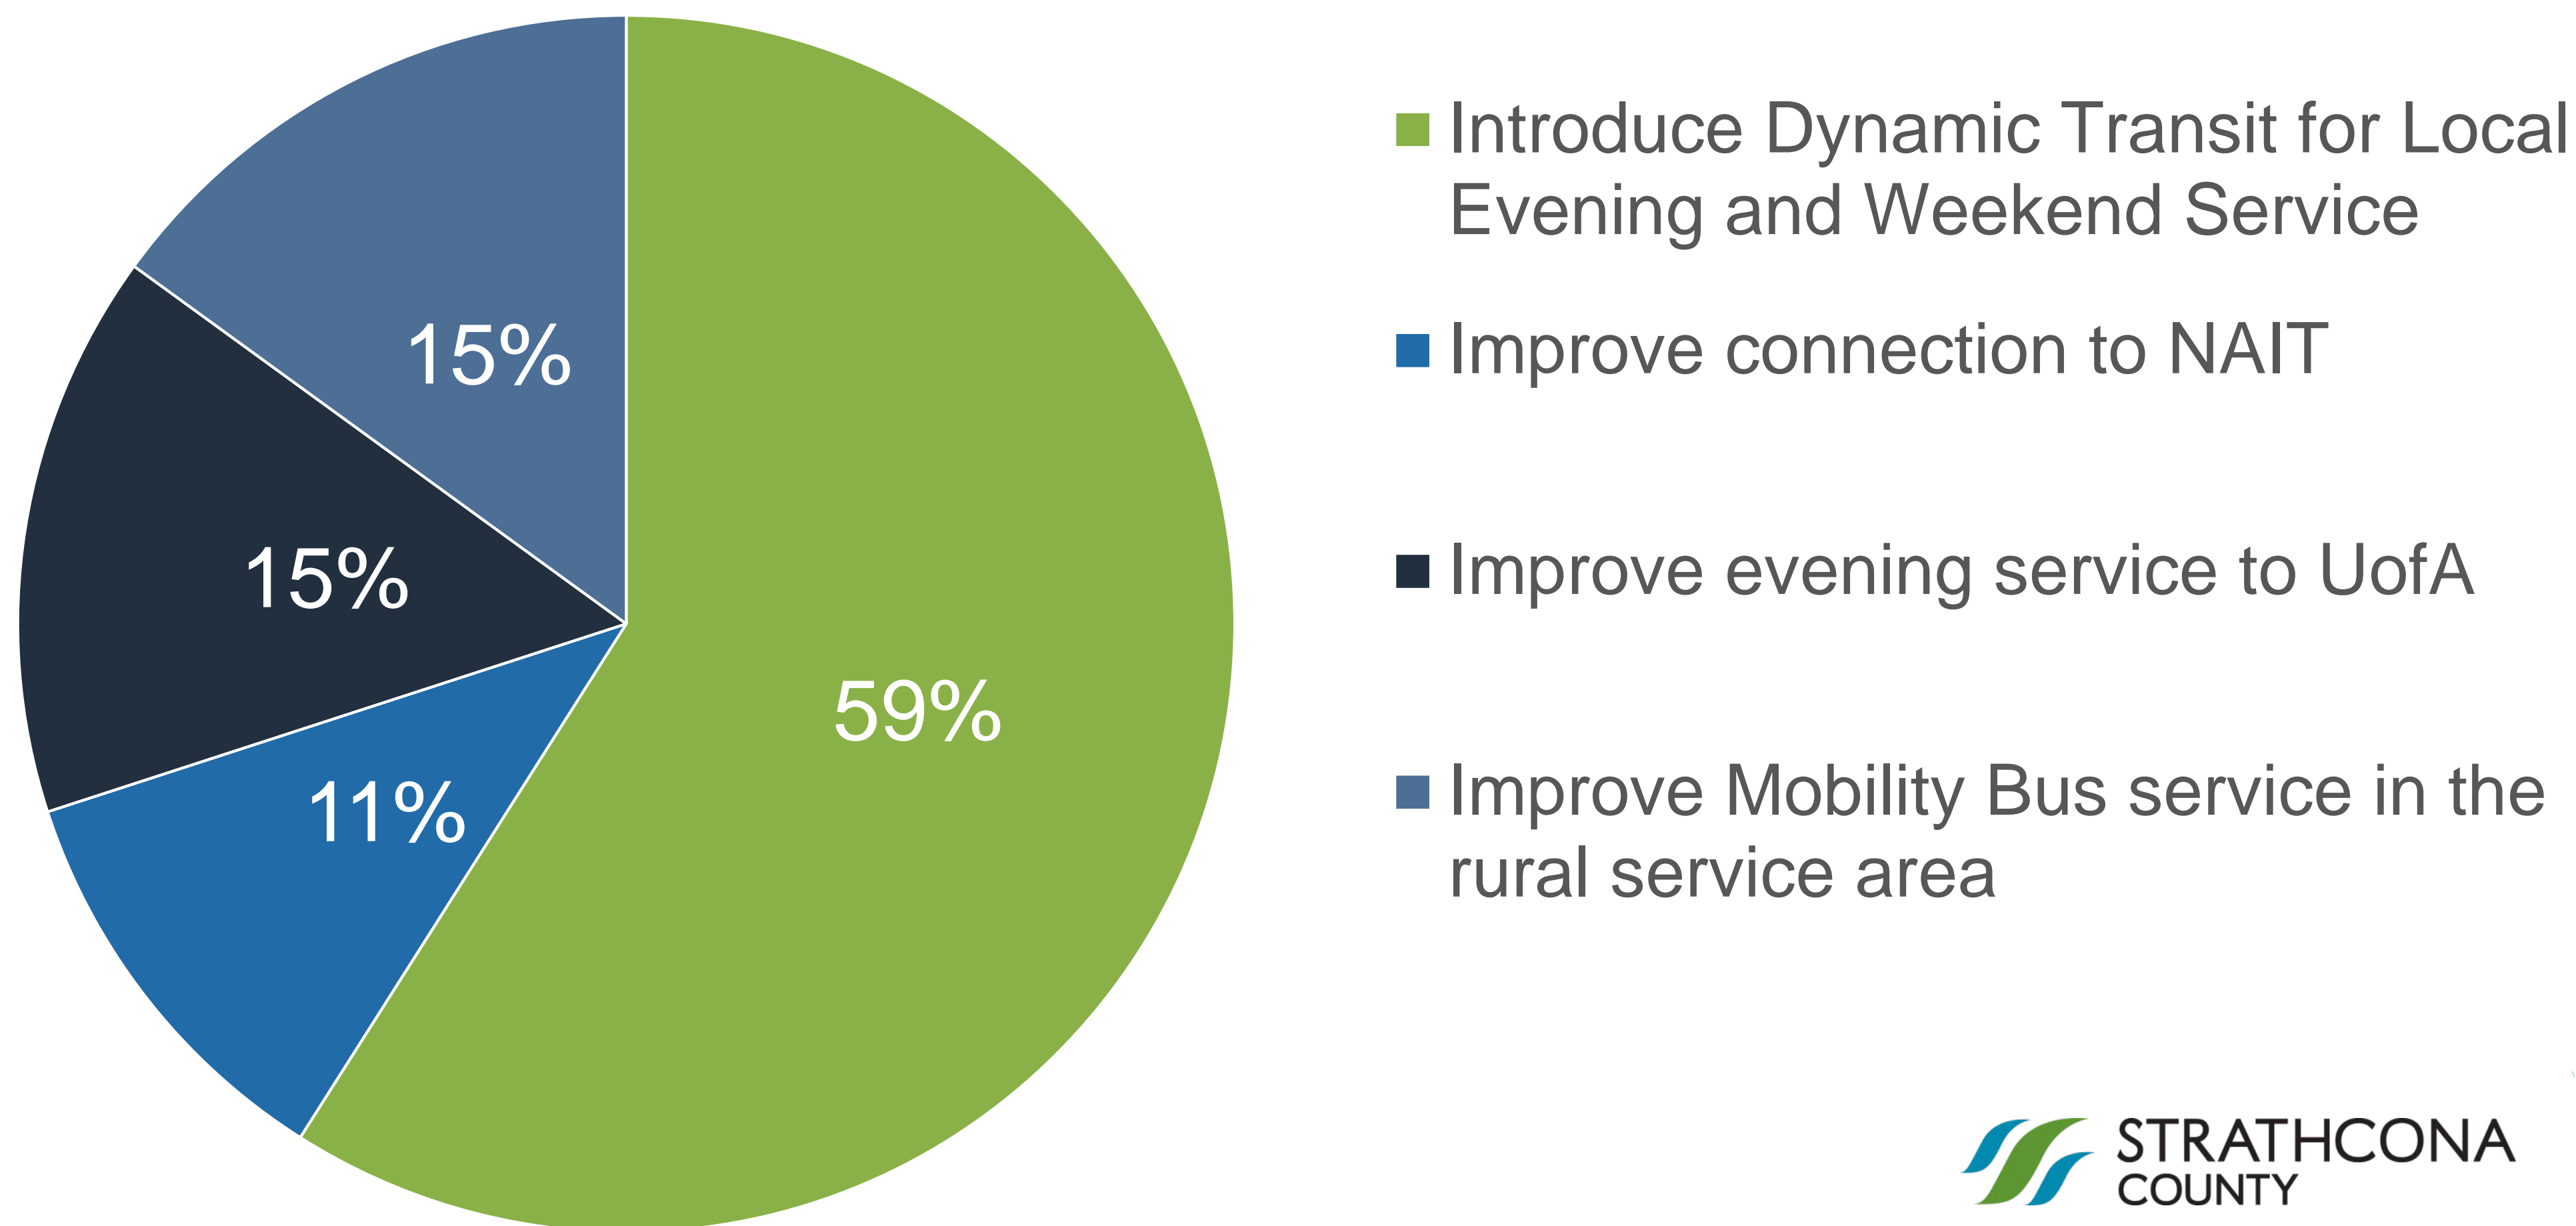 15%
15%
11%
59%
Introduce Dynamic Transit for Local
Evening and Weekend Service
Improve connection to NAIT
Improve evening service to UofA
Improve Mobility Bus service in the
rural service area
STRATHCONA
COUNTY